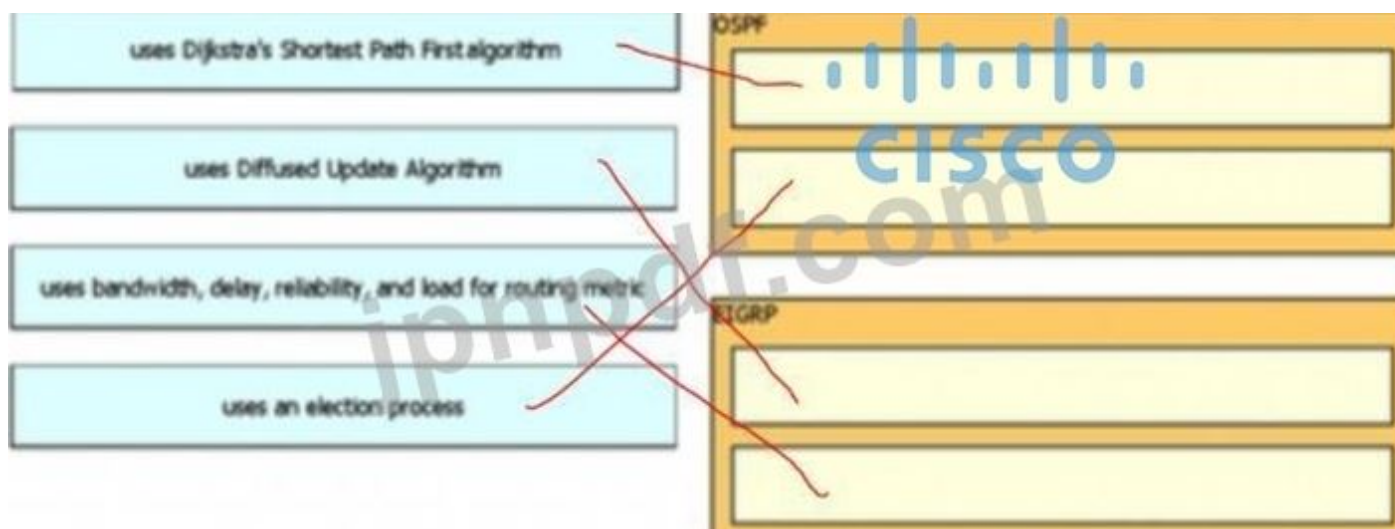 OSPF
uses Dijkstra's Shortest Path First algorithm
CISCO
uses Diffused Update Algorithm
jpnpdf.com
uses bandwidth, delay, reliability, and load for routing metric
EIGRP
uses an election process